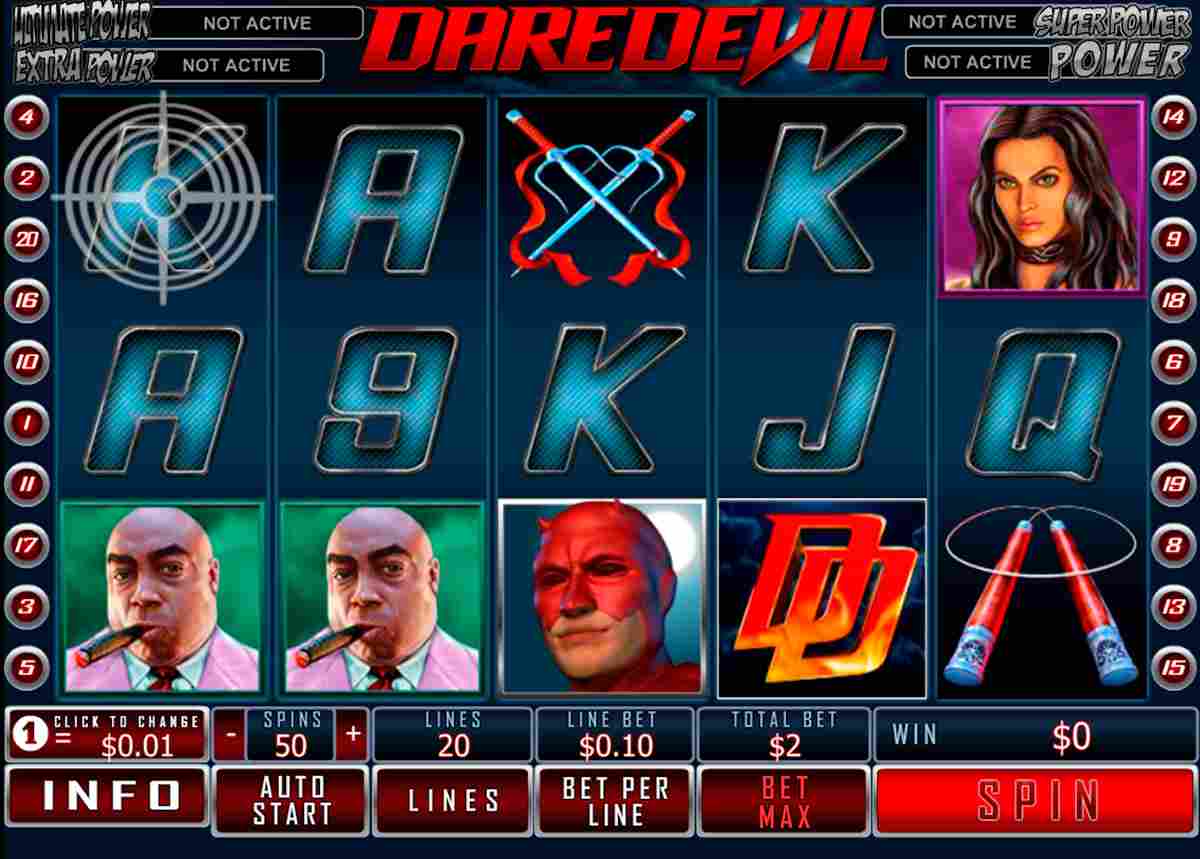 ULTIMATE POWER NOT ACTIVE
EXTRA POWER NOT ACTIVE
DAREDEVIL
NOT ACTIVE SUPER POWER
NOT ACTIVE POWER
4 14
K A K
2 12
20 9
16 18
10 6
A 9 K J Q
1 7
11 19
17 8
DD
3 13
5 15
1 = CLICK TO CHANGE $0.01
- SPINS 50 +
LINES 20
LINE BET $0.10
TOTAL BET $2
WIN $0
INFO
AUTO START
LINES
BET PER LINE
BET MAX
SPIN